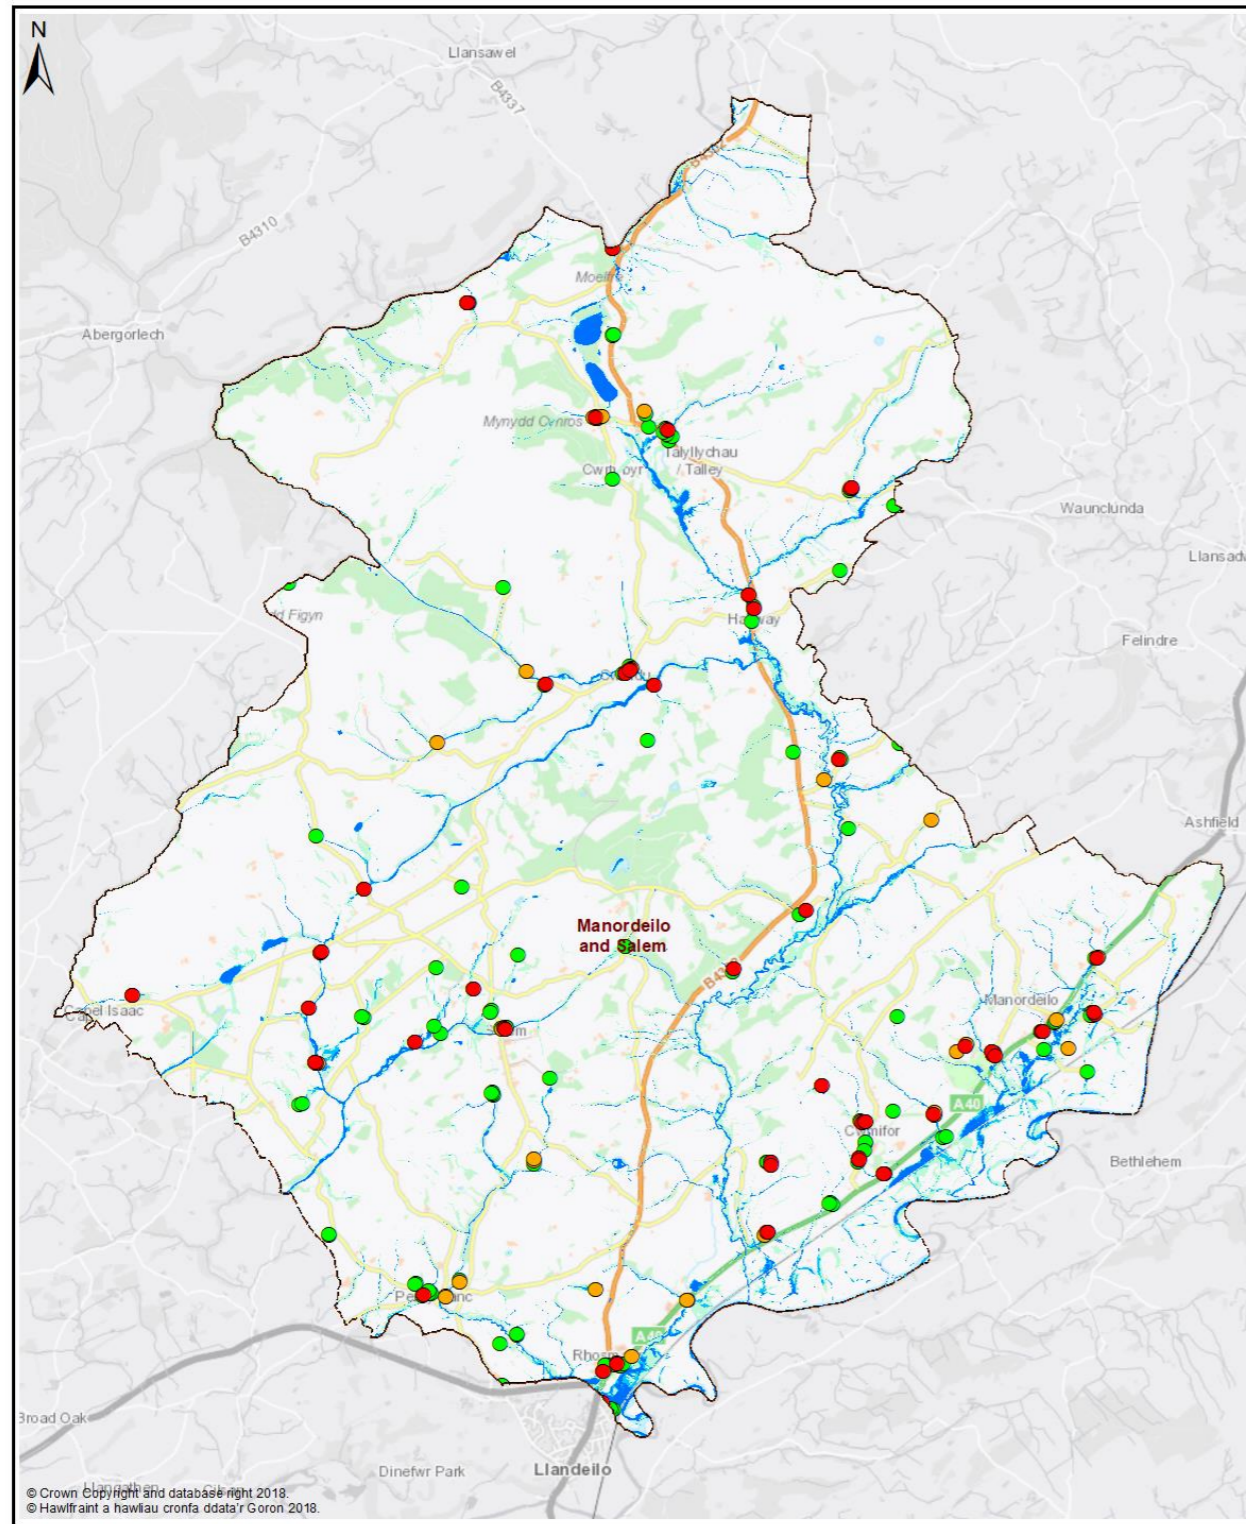 N
Llansawel
B4337
B4302
B4310
Moelfre
Abergorlech
Mynydd Cynros
Talyllychau
/ Talley
Waunclunda
Felindre
Ashfield
Manordeilo
and Salem
Manordeilo
Capel Isaac
A40
Bethlehem
A40
Broad Oak
Dinefwr Park
Llandeilo
© Crown Copyright and database right 2018.
© Hawlfraint a hawliau cronfa ddata'r Goron 2018.